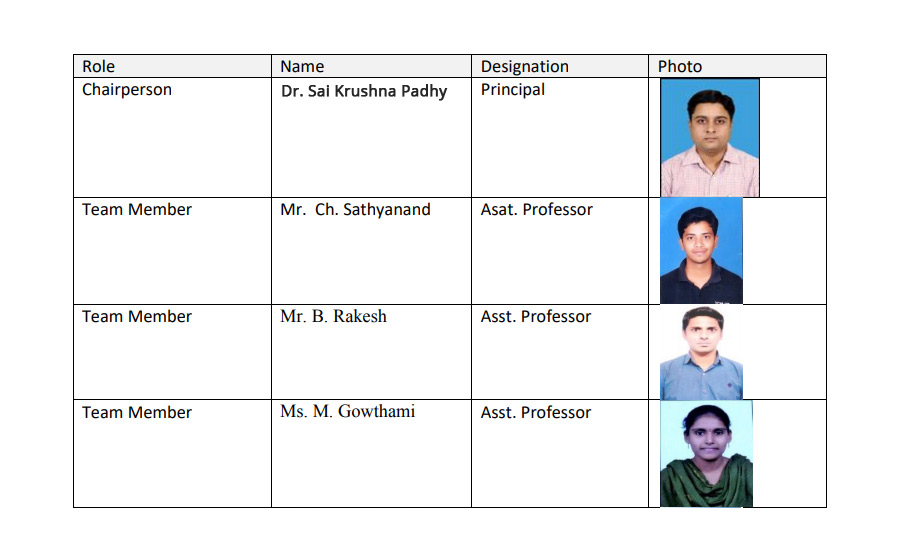 Role Name Designation Photo
Chairperson Dr. Sai Krushna Padhy Principal
Team Member Mr. Ch. Sathyanand Asat. Professor
Team Member Mr. B. Rakesh Asst. Professor
Team Member Ms. M. Gowthami Asst. Professor